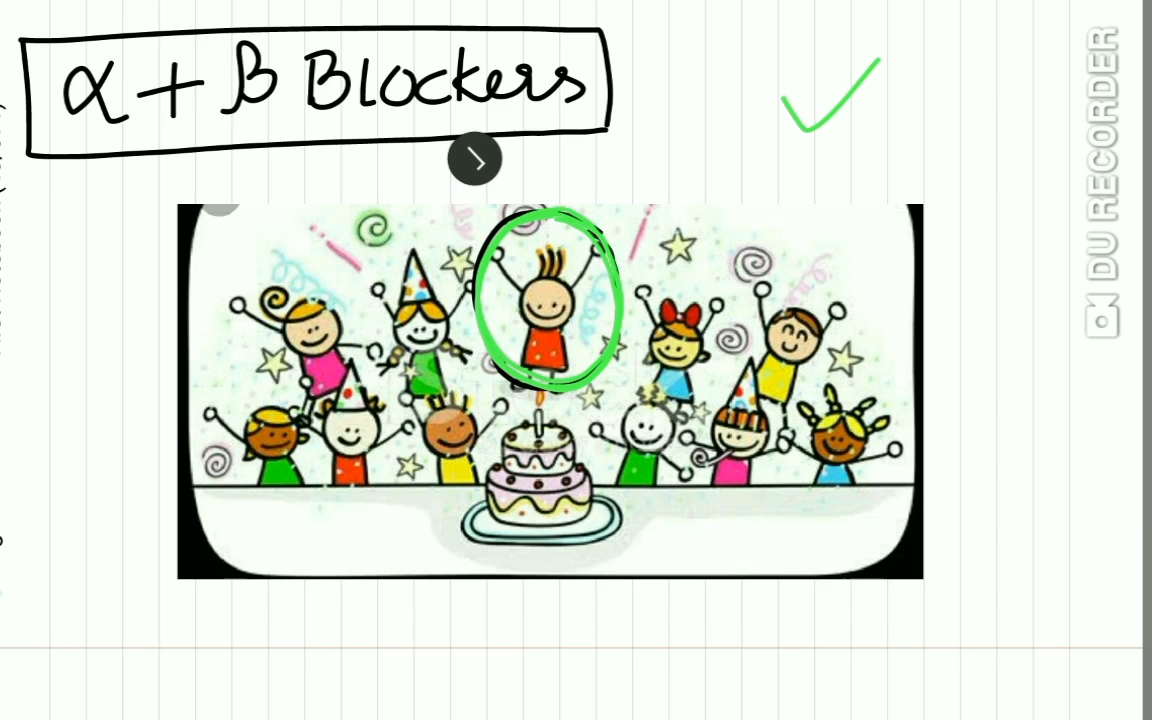 α + β Blockers
DU RECORDER